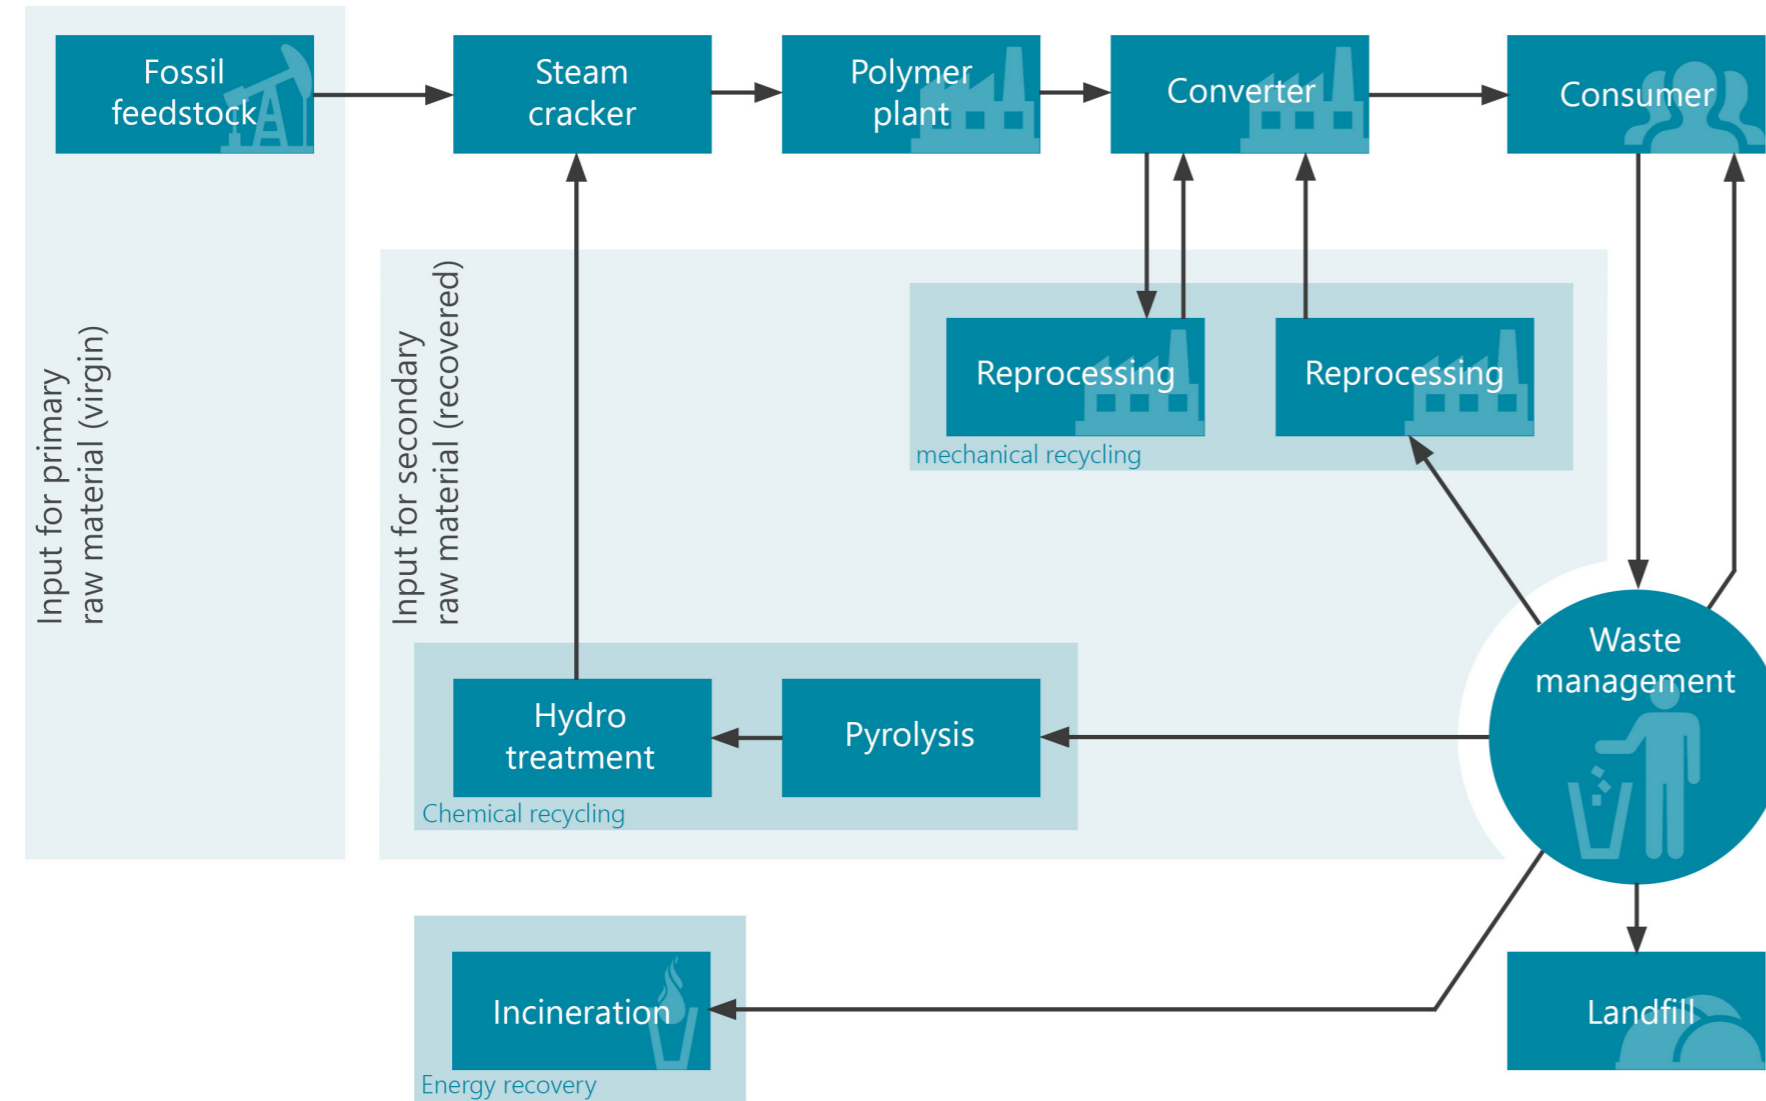 Fossil
feedstock
Steam
cracker
Polymer
plant
Converter
Consumer
Input for primary
raw material (virgin)
Input for secondary
raw material (recovered)
Reprocessing
Reprocessing
mechanical recycling
Waste
management
Hydro
treatment
Pyrolysis
Chemical recycling
Incineration
Energy recovery
Landfill